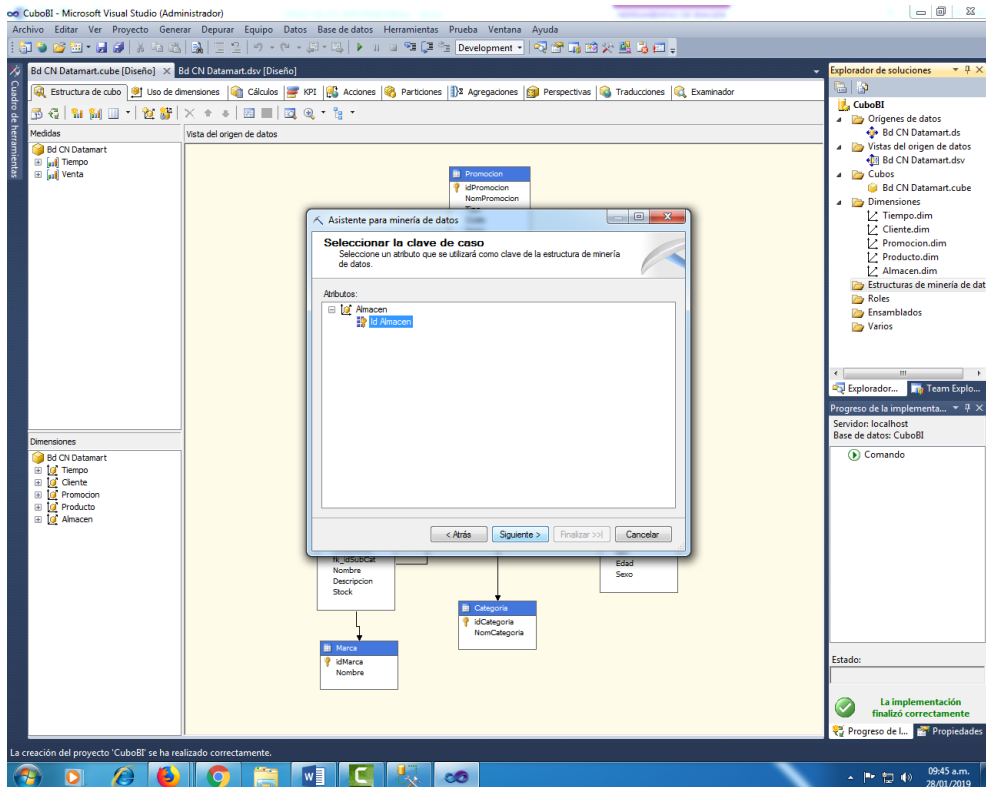 CuboBI - Microsoft Visual Studio (Administrador)
Archivo Editar Ver Proyecto Generar Depurar Equipo Datos Base de datos Herramientas Prueba Ventana Ayuda
Development
Cuadro de herramientas
Bd CN Datamart.cube [Diseño] Bd CN Datamart.dsv [Diseño]
Estructura de cubo Uso de dimensiones Cálculos KPI Acciones Particiones Agregaciones Perspectivas Traducciones Examinador
Medidas
Bd CN Datamart
Tiempo
Venta
Dimensiones
Bd CN Datamart
Tiempo
Cliente
Promocion
Producto
Almacen
Vista del origen de datos
Promocion
idPromocion
NomPromocion
Asistente para minería de datos
Seleccionar la clave de caso
Seleccione un atributo que se utilizará como clave de la estructura de minería
de datos.
Atributos:
Almacen
Id Almacen
< Atrás Siguiente > Finalizar >>| Cancelar
fk_idSubCat
Nombre
Descripcion
Stock
Edad
Sexo
Categoria
idCategoria
NomCategoria
Marca
idMarca
Nombre
Explorador de soluciones
CuboBI
Orígenes de datos
Bd CN Datamart.ds
Vistas del origen de datos
Bd CN Datamart.dsv
Cubos
Bd CN Datamart.cube
Dimensiones
Tiempo.dim
Cliente.dim
Promocion.dim
Producto.dim
Almacen.dim
Estructuras de minería de dat
Roles
Ensamblados
Varios
Explorador... Team Explo...
Progreso de la implementa...
Servidor: localhost
Base de datos: CuboBI
Comando
Estado:
La implementación
finalizó correctamente
Progreso de l... Propiedades
La creación del proyecto 'CuboBI' se ha realizado correctamente.
09:45 a.m.
28/01/2019